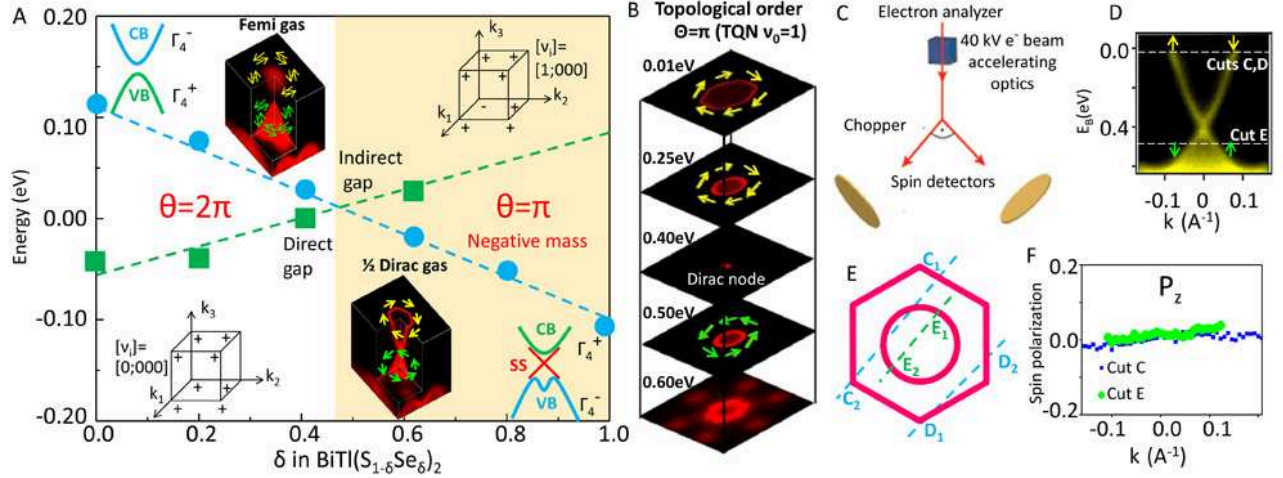 A
CB
Γ₄⁻
VB
Γ₄⁺
Femi gas
[νᵢ]=
[1;000]
k₃
k₂
k₁
+ + + + - + + +
0.20
0.10
0.00
-0.10
-0.20
Energy (eV)
θ=2π
Indirect
gap
Direct
gap
θ=π
Negative mass
½ Dirac gas
[νᵢ]=
[0;000]
k₃
k₂
k₁
+ + + + + + + +
CB
SS
VB
Γ₄⁺
Γ₄⁻
0.0 0.2 0.4 0.6 0.8 1.0
δ in BiTl(S₁₋δSeδ)₂
B
Topological order
Θ=π (TQN ν₀=1)
0.01eV
0.25eV
0.40eV
Dirac node
0.50eV
0.60eV
C
Electron analyzer
40 kV e⁻ beam
accelerating
optics
Chopper
Spin detectors
D
0.0
0.4
E_B(eV)
Cuts C,D
Cut E
-0.1 0.0 0.1
k (A⁻¹)
E
C₁
E₁
E₂
D₂
C₂
D₁
F
P_z
0.2
0.0
-0.2
Spin polarization
Cut C
Cut E
-0.1 0.0 0.1
k (A⁻¹)